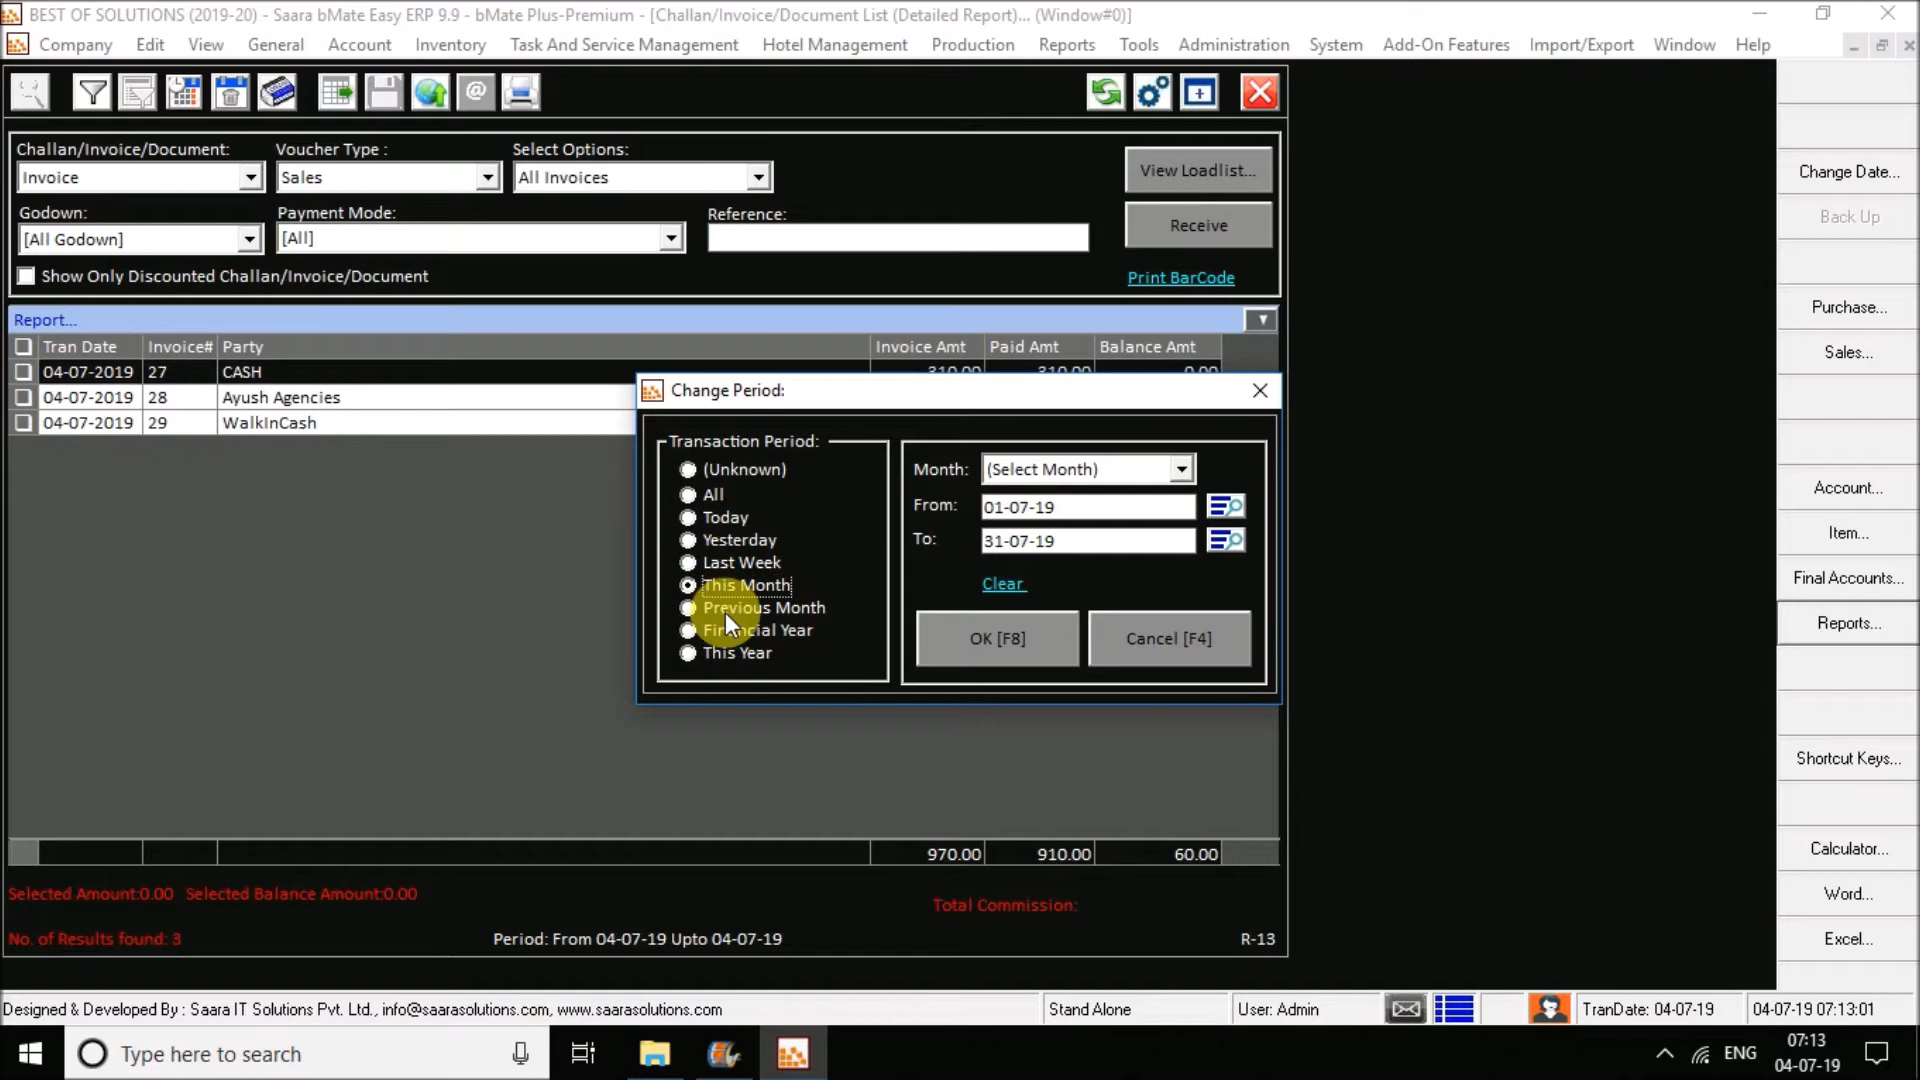 BEST OF SOLUTIONS (2019-20) - Saara bMate Easy ERP 9.9 - bMate Plus-Premium - [Challan/Invoice/Document List (Detailed Report)... (Window#0)]
Company Edit View General Account Inventory Task And Service Management Hotel Management Production Reports Tools Administration System Add-On Features Import/Export Window Help
Challan/Invoice/Document: Voucher Type : Select Options:
Invoice Sales All Invoices View Loadlist...
Godown: Payment Mode: Reference:
[All Godown] [All] Receive
Show Only Discounted Challan/Invoice/Document Print BarCode
Report...
Tran Date Invoice# Party Invoice Amt Paid Amt Balance Amt
04-07-2019 27 CASH 310.00 310.00 0.00
04-07-2019 28 Ayush Agencies
04-07-2019 29 WalkInCash
970.00 910.00 60.00
Selected Amount:0.00 Selected Balance Amount:0.00
Total Commission:
No. of Results found: 3 Period: From 04-07-19 Upto 04-07-19 R-13
Change Period:
Transaction Period:
(Unknown)
All
Today
Yesterday
Last Week
This Month
Previous Month
Financial Year
This Year
Month: (Select Month)
From: 01-07-19
To: 31-07-19
Clear
OK [F8] Cancel [F4]
Change Date...
Back Up
Purchase...
Sales...
Account...
Item...
Final Accounts...
Reports...
Shortcut Keys...
Calculator...
Word...
Excel...
Designed & Developed By : Saara IT Solutions Pvt. Ltd., info@saarasolutions.com, www.saarasolutions.com Stand Alone User: Admin TranDate: 04-07-19 04-07-19 07:13:01
Type here to search ENG 07:13
04-07-19